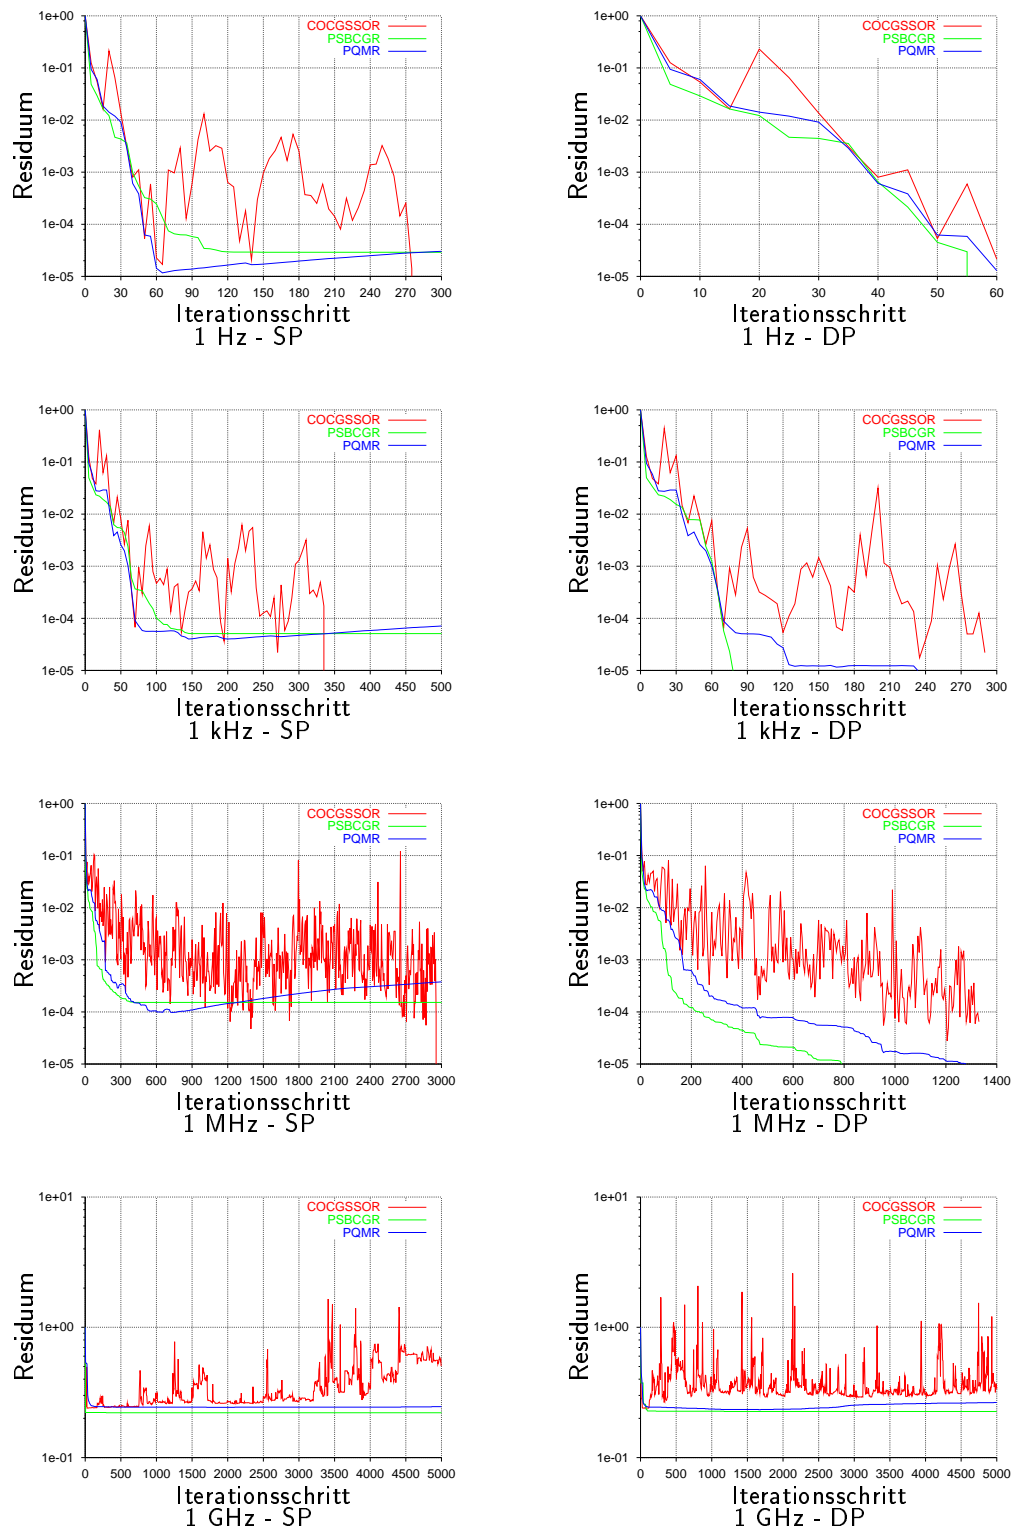 1e+00
COCGSSOR
PSBCGR
PQMR
1e-01
1e-02
1e-03
1e-04
1e-05
Residuum
0 30 60 90 120 150 180 210 240 270 300
Iterationsschritt
1 Hz - SP
1e+00
COCGSSOR
PSBCGR
PQMR
1e-01
1e-02
1e-03
1e-04
1e-05
Residuum
0 10 20 30 40 50 60
Iterationsschritt
1 Hz - DP
1e+00
COCGSSOR
PSBCGR
PQMR
1e-01
1e-02
1e-03
1e-04
1e-05
Residuum
0 50 100 150 200 250 300 350 400 450 500
Iterationsschritt
1 kHz - SP
1e+00
COCGSSOR
PSBCGR
PQMR
1e-01
1e-02
1e-03
1e-04
1e-05
Residuum
0 30 60 90 120 150 180 210 240 270 300
Iterationsschritt
1 kHz - DP
1e+00
COCGSSOR
PSBCGR
PQMR
1e-01
1e-02
1e-03
1e-04
1e-05
Residuum
0 300 600 900 1200 1500 1800 2100 2400 2700 3000
Iterationsschritt
1 MHz - SP
1e+00
COCGSSOR
PSBCGR
PQMR
1e-01
1e-02
1e-03
1e-04
1e-05
Residuum
0 200 400 600 800 1000 1200 1400
Iterationsschritt
1 MHz - DP
1e+01
COCGSSOR
PSBCGR
PQMR
1e+00
1e-01
Residuum
0 500 1000 1500 2000 2500 3000 3500 4000 4500 5000
Iterationsschritt
1 GHz - SP
1e+01
COCGSSOR
PSBCGR
PQMR
1e+00
1e-01
Residuum
0 500 1000 1500 2000 2500 3000 3500 4000 4500 5000
Iterationsschritt
1 GHz - DP